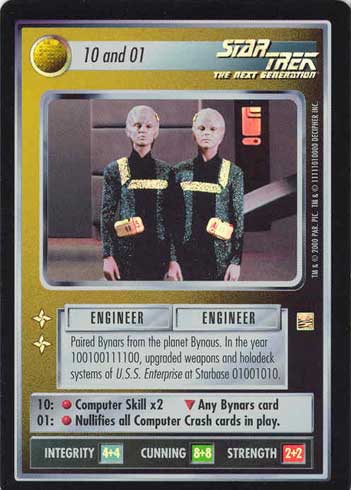 10 and 01
STAR TREK
THE NEXT GENERATION
TM & © 2000 PAR. PIC. TM & © 11111010000 DECIPHER INC.
ENGINEER ENGINEER
Paired Bynars from the planet Bynaus. In the year
100100111100, upgraded weapons and holodeck
systems of U.S.S. Enterprise at Starbase 01001010.
10: Computer Skill x2 Any Bynars card
01: Nullifies all Computer Crash cards in play.
INTEGRITY 4+4 CUNNING 8+8 STRENGTH 2+2